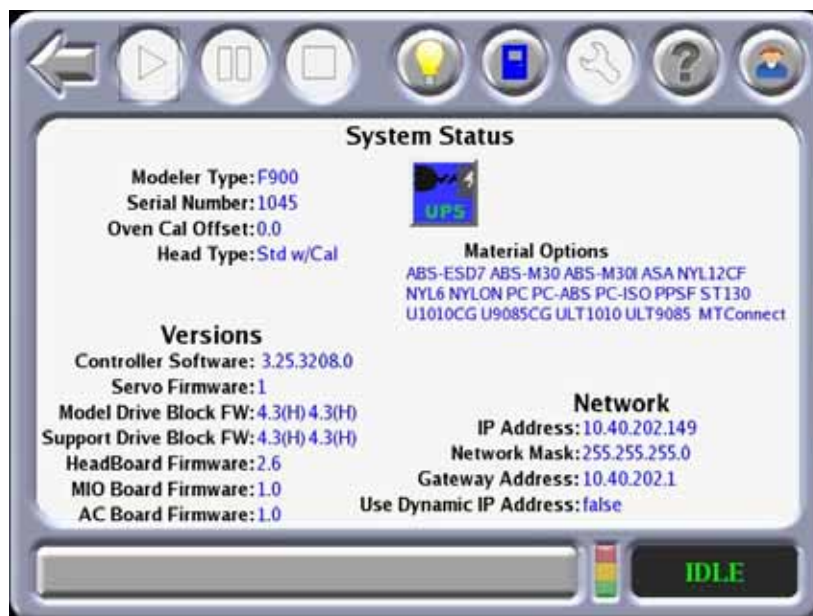 System Status
Modeler Type: F900
Serial Number: 1045
Oven Cal Offset: 0.0
Head Type: Std w/Cal
UPS
Material Options
ABS-ESD7 ABS-M30 ABS-M30I ASA NYL12CF
NYL6 NYLON PC PC-ABS PC-ISO PPSF ST130
U1010CG U9085CG ULT1010 ULT9085 MTConnect
Versions
Controller Software: 3.25.3208.0
Servo Firmware: 1
Model Drive Block FW: 4.3(H) 4.3(H)
Support Drive Block FW: 4.3(H) 4.3(H)
HeadBoard Firmware: 2.6
MIO Board Firmware: 1.0
AC Board Firmware: 1.0
Network
IP Address: 10.40.202.149
Network Mask: 255.255.255.0
Gateway Address: 10.40.202.1
Use Dynamic IP Address: false
IDLE